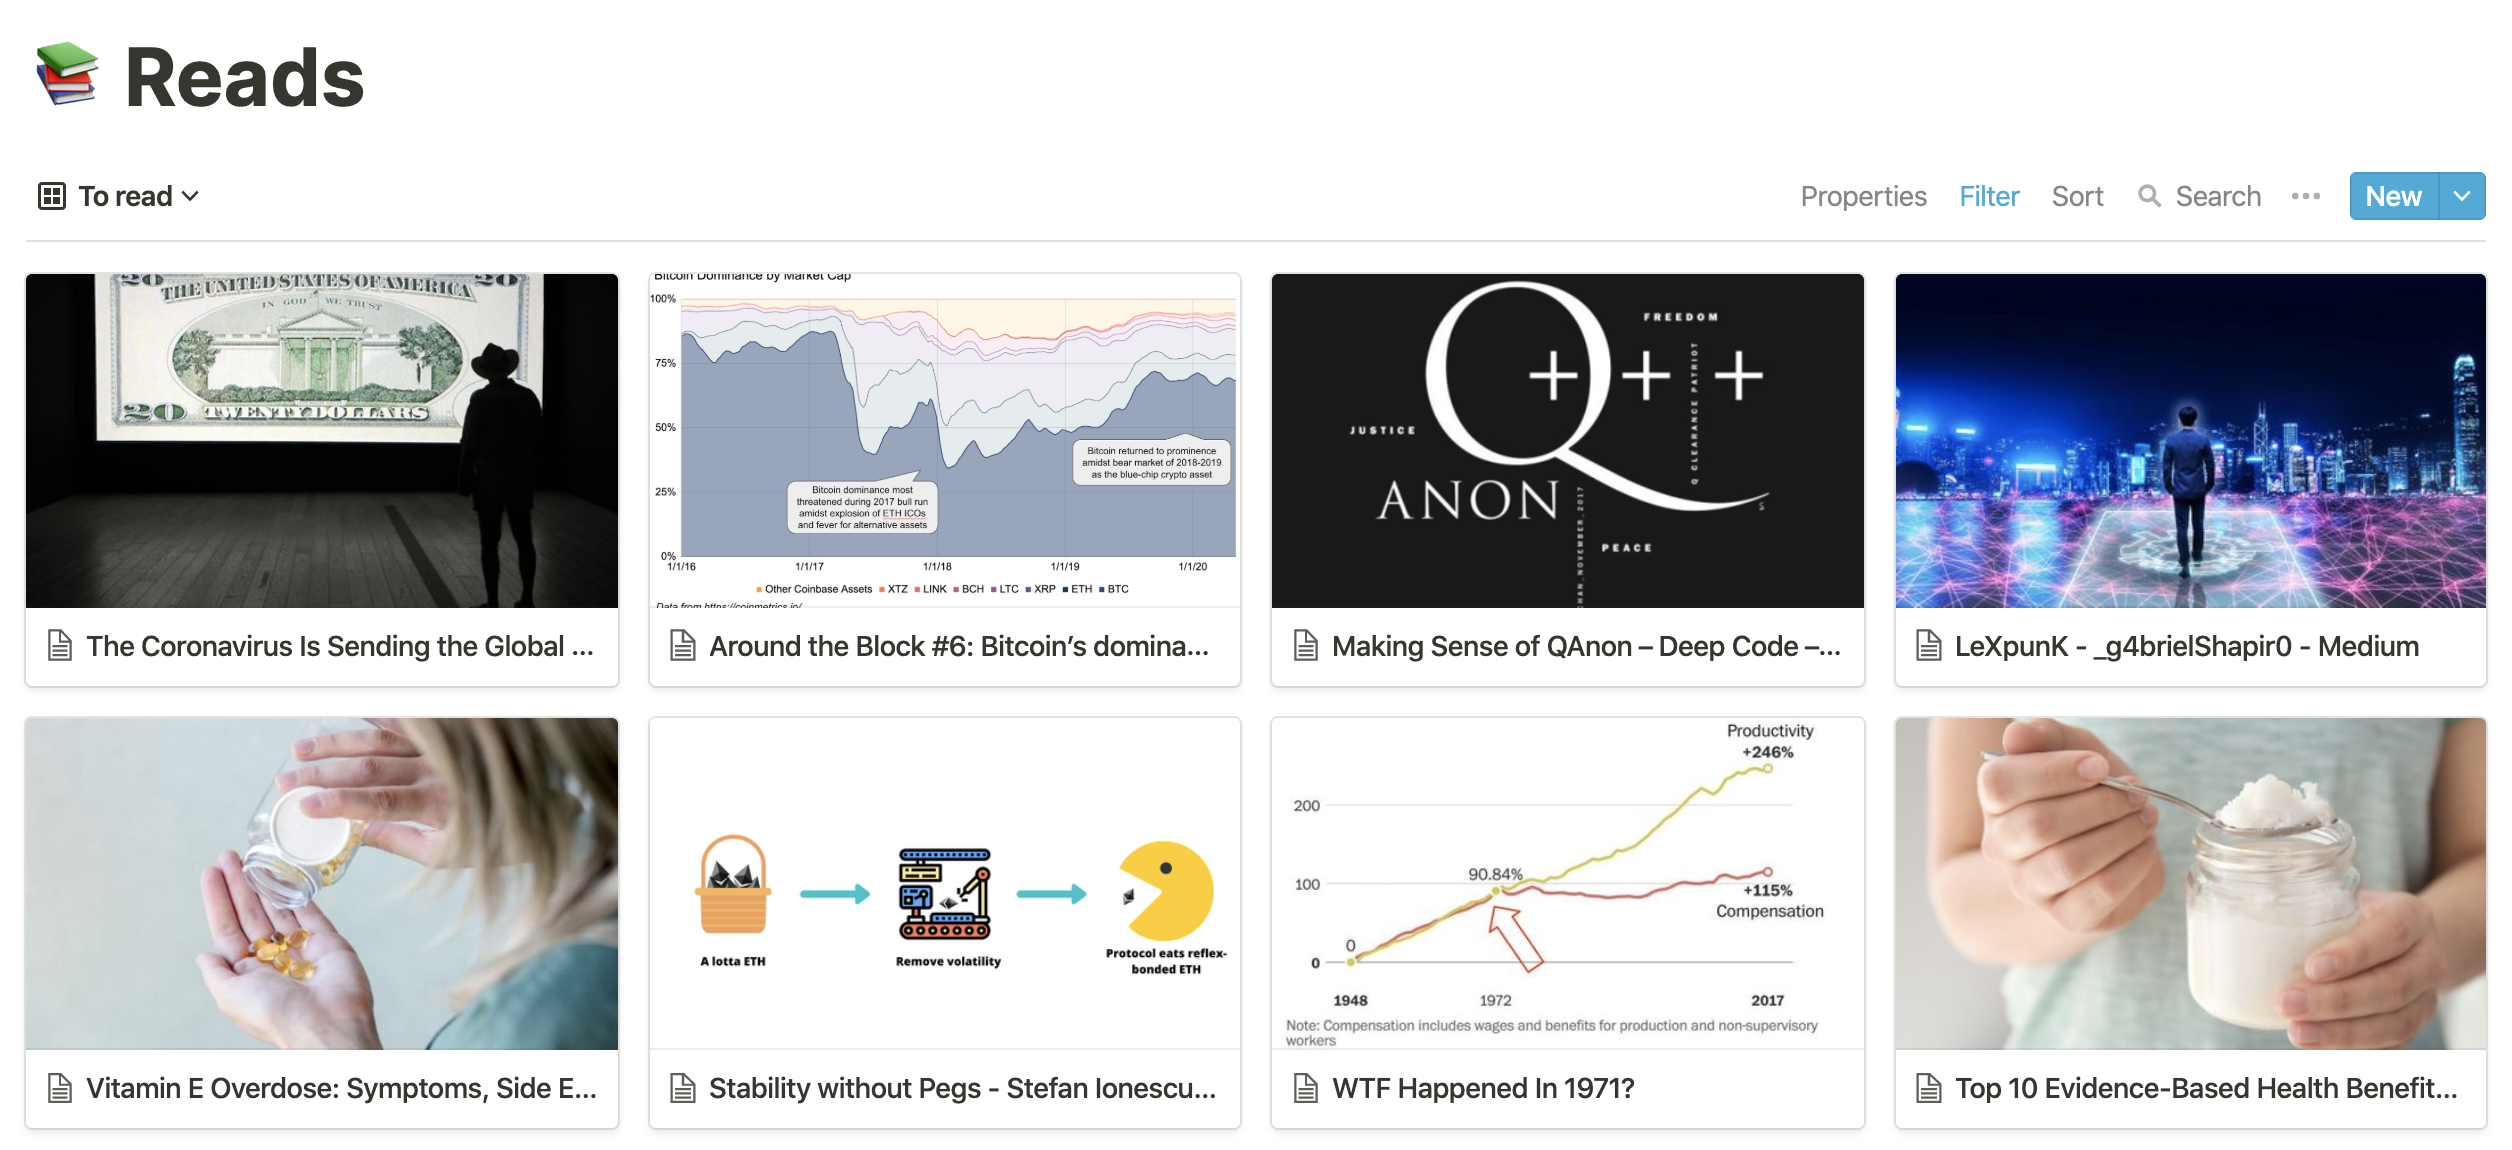 Reads
To read
Properties Filter Sort Search ••• New
20 THE UNITED STATES OF AMERICA 20
IN GOD WE TRUST
20 TWENTY DOLLARS
The Coronavirus Is Sending the Global ...
Bitcoin Dominance by Market Cap
100%
75%
50%
25%
0%
Bitcoin dominance most
threatened during 2017 bull run
amidst explosion of ETH ICOs
and fever for alternative assets
Bitcoin returned to prominence
amidst bear market of 2018-2019
as the blue-chip crypto asset
1/1/16 1/1/17 1/1/18 1/1/19 1/1/20
Other Coinbase Assets XTZ LINK BCH LTC XRP ETH BTC
Data from https://coinmetrics.io/
Around the Block #6: Bitcoin’s domina...
FREEDOM
Q+++
JUSTICE
Q CLEARANCE PATRIOT
ANON
S
PEACE
CHAN_NOVEMBER_2017
Making Sense of QAnon – Deep Code –...
LeXpunK - _g4brielShapir0 - Medium
Vitamin E Overdose: Symptoms, Side E...
A lotta ETH
Remove volatility
Protocol eats reflex-
bonded ETH
Stability without Pegs - Stefan Ionescu...
Productivity
+246%
200
90.84%
100
+115%
Compensation
0
0
1948 1972 2017
Note: Compensation includes wages and benefits for production and non-supervisory
workers
WTF Happened In 1971?
Top 10 Evidence-Based Health Benefit...